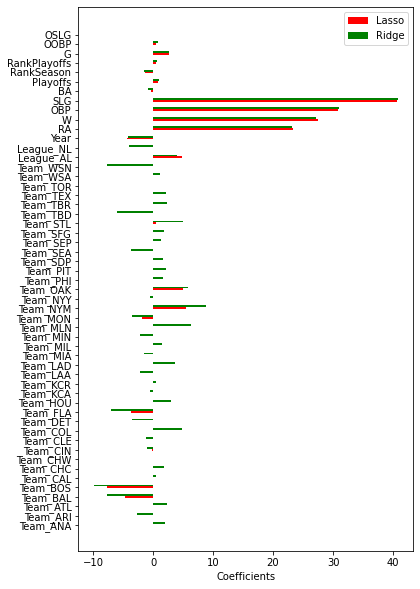 Lasso
Ridge
OSLG
OOBP
G
RankPlayoffs
RankSeason
Playoffs
BA
SLG
OBP
W
RA
Year
League_NL
League_AL
Team_WSN
Team_WSA
Team_TOR
Team_TEX
Team_TBR
Team_TBD
Team_STL
Team_SFG
Team_SEP
Team_SEA
Team_SDP
Team_PIT
Team_PHI
Team_OAK
Team_NYY
Team_NYM
Team_MON
Team_MLN
Team_MIN
Team_MIL
Team_MIA
Team_LAD
Team_LAA
Team_KCR
Team_KCA
Team_HOU
Team_FLA
Team_DET
Team_COL
Team_CLE
Team_CIN
Team_CHW
Team_CHC
Team_CAL
Team_BOS
Team_BAL
Team_ATL
Team_ARI
Team_ANA
−10 0 10 20 30 40
Coefficients